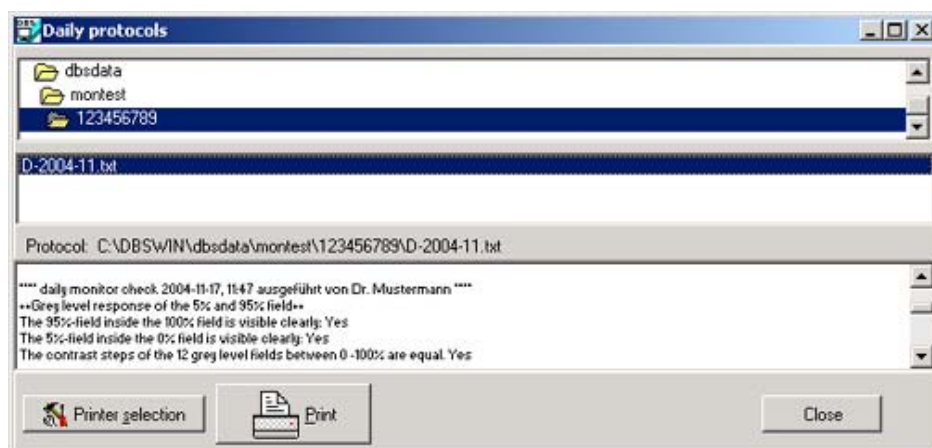 Daily protocols
dbsdata
montest
123456789
D-2004-11.txt
Protocol: C:\DBSWIN\dbsdata\montest\123456789\D-2004-11.txt
**** daily monitor check 2004-11-17, 11:47 ausgeführt von Dr. Mustermann ****
++Grey level response of the 5% and 95% field++
The 95%-field inside the 100% field is visible clearly: Yes
The 5%-field inside the 0% field is visible clearly: Yes
The contrast steps of the 12 grey level fields between 0 -100% are equal. Yes
Printer selection
Print
Close